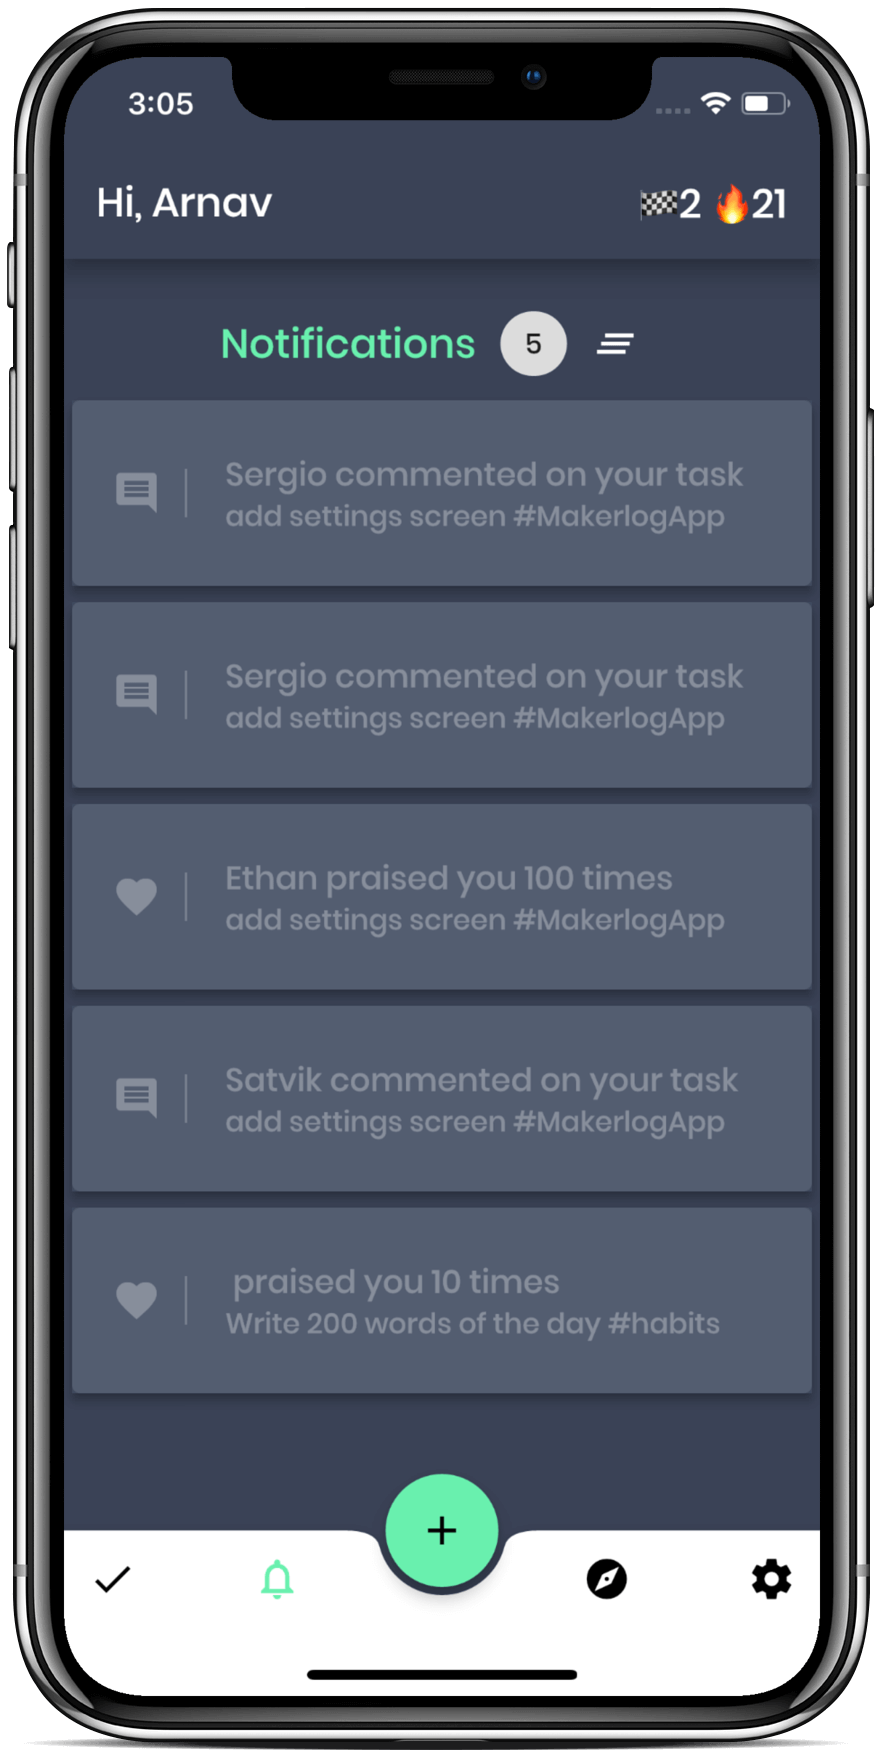 3:05
Hi, Arnav
🏁2 🔥21
Notifications 5
Sergio commented on your task
add settings screen #MakerlogApp
Sergio commented on your task
add settings screen #MakerlogApp
Ethan praised you 100 times
add settings screen #MakerlogApp
Satvik commented on your task
add settings screen #MakerlogApp
praised you 10 times
Write 200 words of the day #habits